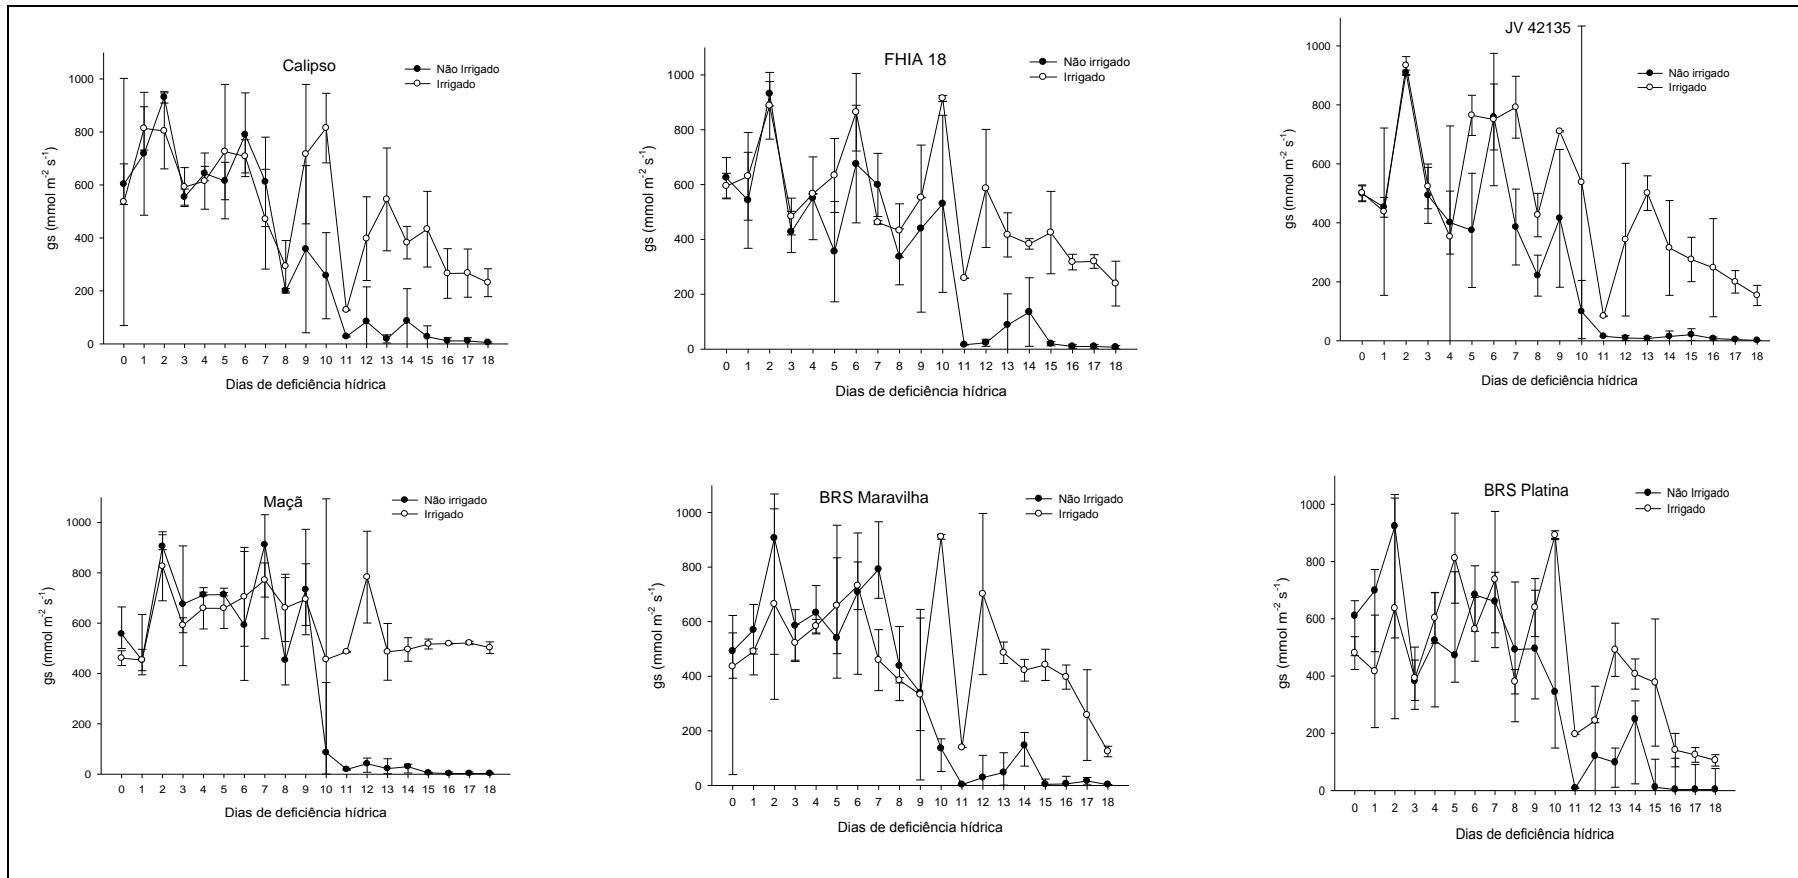 Calipso
Não Irrigado
Irrigado
gs (mmol m⁻² s⁻¹)
1000
800
600
400
200
0
0 1 2 3 4 5 6 7 8 9 10 11 12 13 14 15 16 17 18
Dias de deficiência hídrica
FHIA 18
Não irrigado
Irrigado
gs (mmol m⁻² s⁻¹)
1000
800
600
400
200
0
0 1 2 3 4 5 6 7 8 9 10 11 12 13 14 15 16 17 18
Dias de deficiência hídrica
JV 42135
Não irrigado
Irrigado
gs (mmol m⁻² s⁻¹)
1000
800
600
400
200
0
0 1 2 3 4 5 6 7 8 9 10 11 12 13 14 15 16 17 18
Dias de deficiência hídrica
Maçã
Não irrigado
Irrigado
gs (mmol m⁻² s⁻¹)
1000
800
600
400
200
0
0 1 2 3 4 5 6 7 8 9 10 11 12 13 14 15 16 17 18
Dias de deficiência hídrica
BRS Maravilha
Não irrigado
Irrigado
gs (mmol m⁻² s⁻¹)
1000
800
600
400
200
0
0 1 2 3 4 5 6 7 8 9 10 11 12 13 14 15 16 17 18
Dias de deficiência hídrica
BRS Platina
Não Irrigado
Irrigado
gs (mmol m⁻² s⁻¹)
1000
800
600
400
200
0
0 1 2 3 4 5 6 7 8 9 10 11 12 13 14 15 16 17 18
Dias de deficiência hídrica